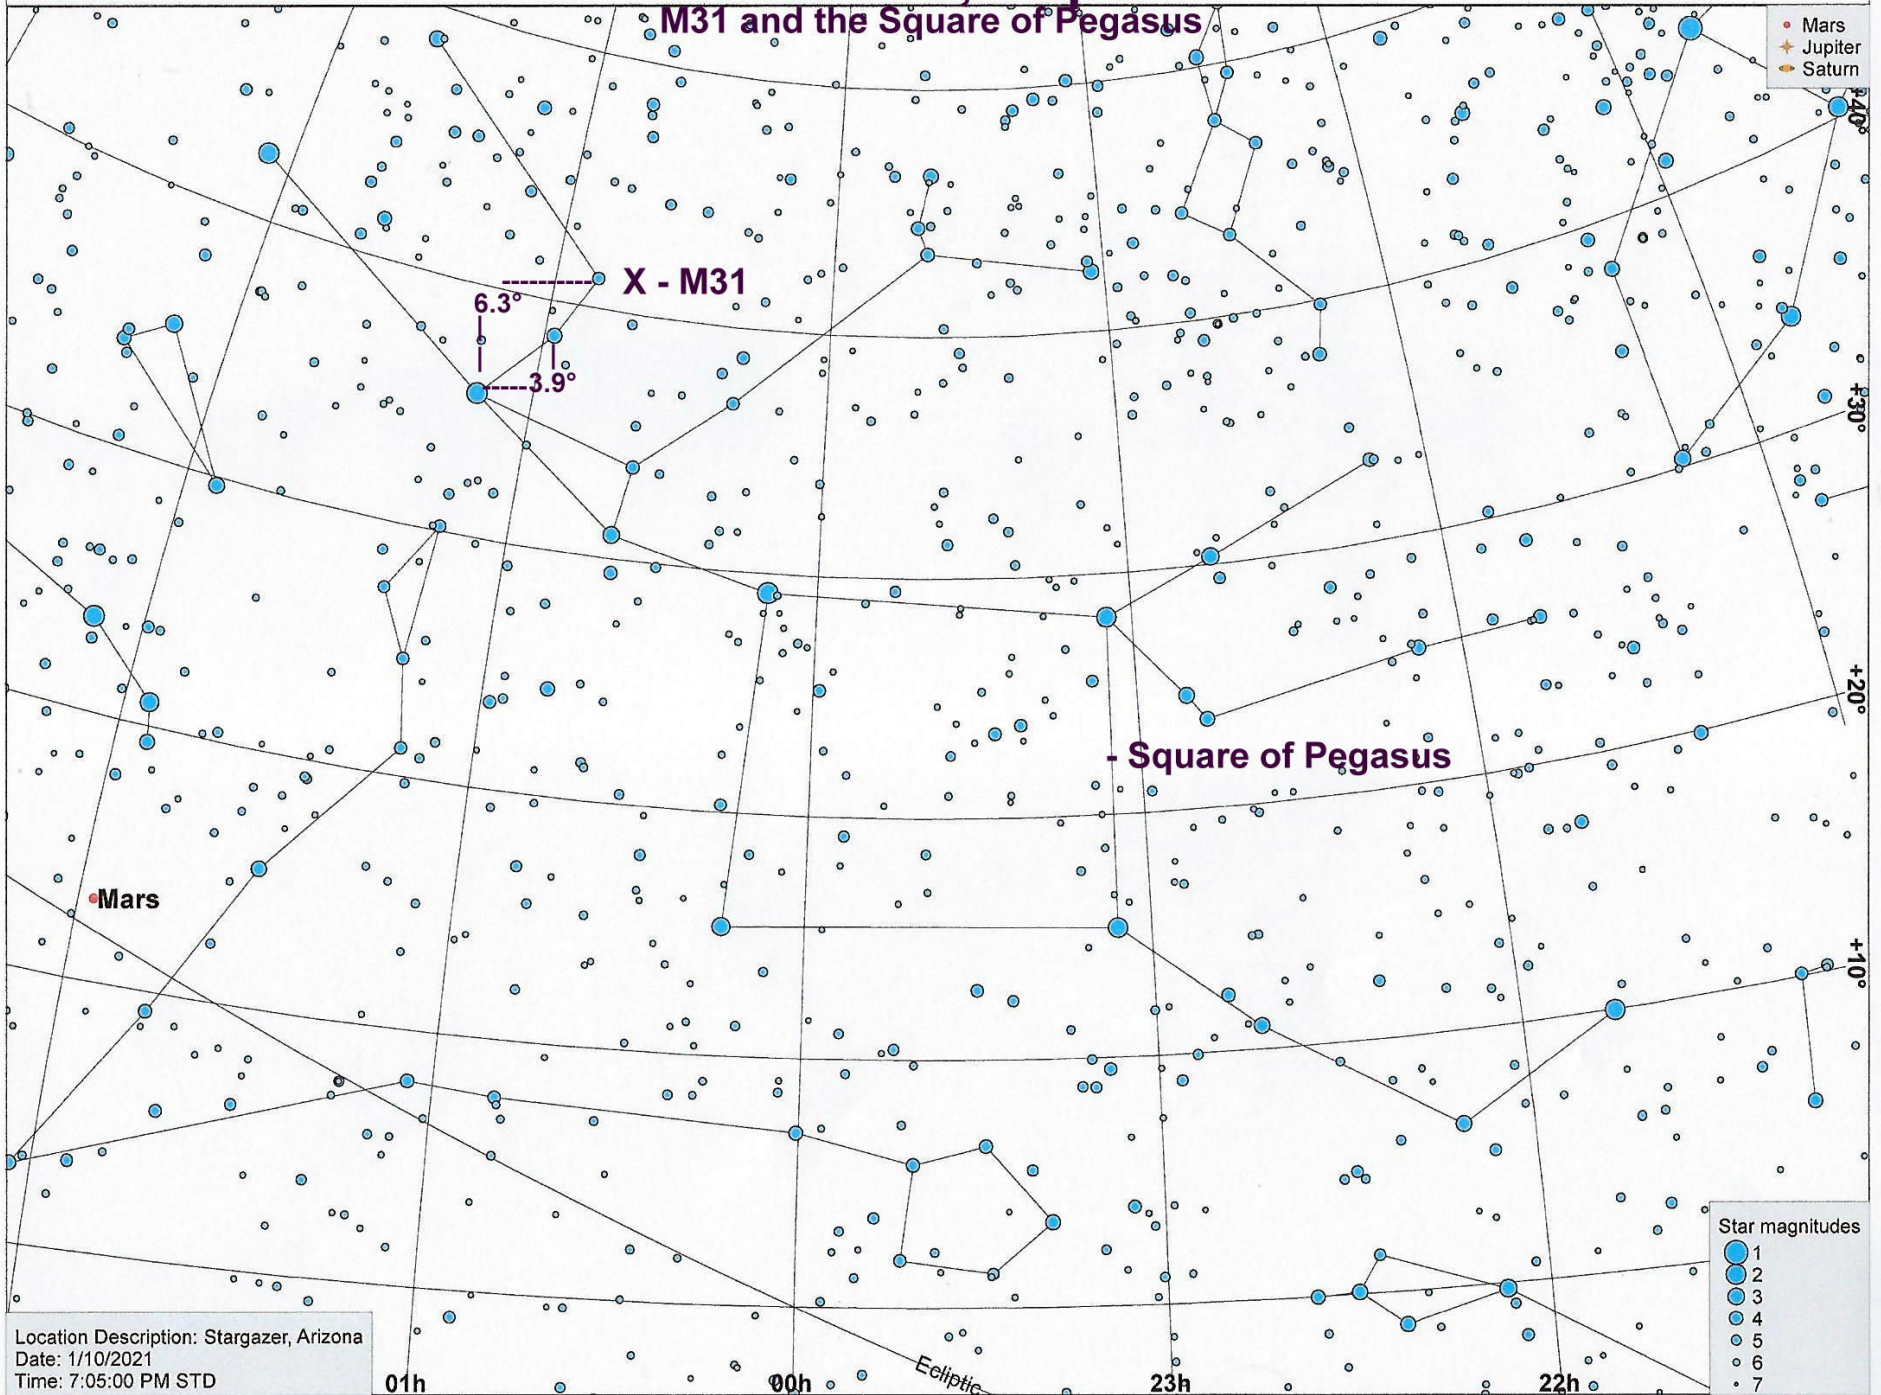 M31 and the Square of Pegasus
Mars
Jupiter
Saturn
+40°
X - M31
6.3°
3.9°
+30°
+20°
- Square of Pegasus
Mars
+10°
Star magnitudes
1
2
3
4
5
6
7
Location Description: Stargazer, Arizona
Date: 1/10/2021
Time: 7:05:00 PM STD
01h
00h
Ecliptic
23h
22h